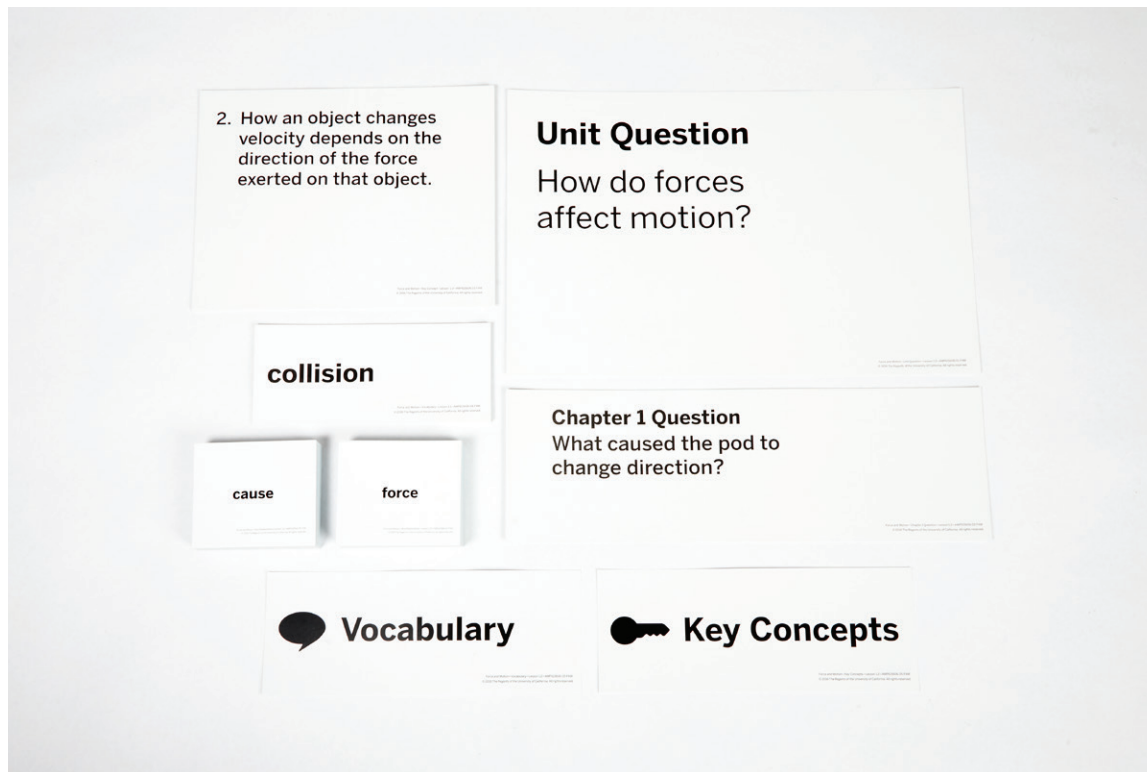 2. How an object changes
velocity depends on the
direction of the force
exerted on that object.
Unit Question
How do forces
affect motion?
collision
Chapter 1 Question
What caused the pod to
change direction?
cause
force
Vocabulary
Key Concepts